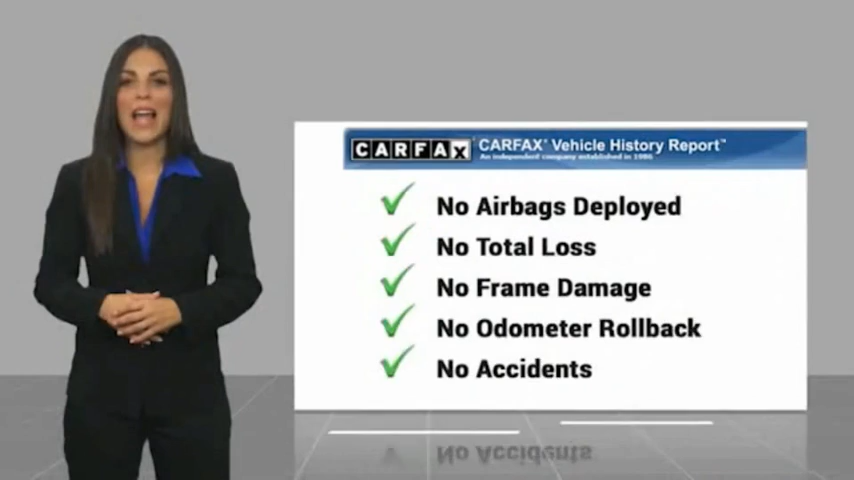 CARFAX CARFAX Vehicle History Report™
An independent company established in 1986
No Airbags Deployed
No Total Loss
No Frame Damage
No Odometer Rollback
No Accidents
No Accidents